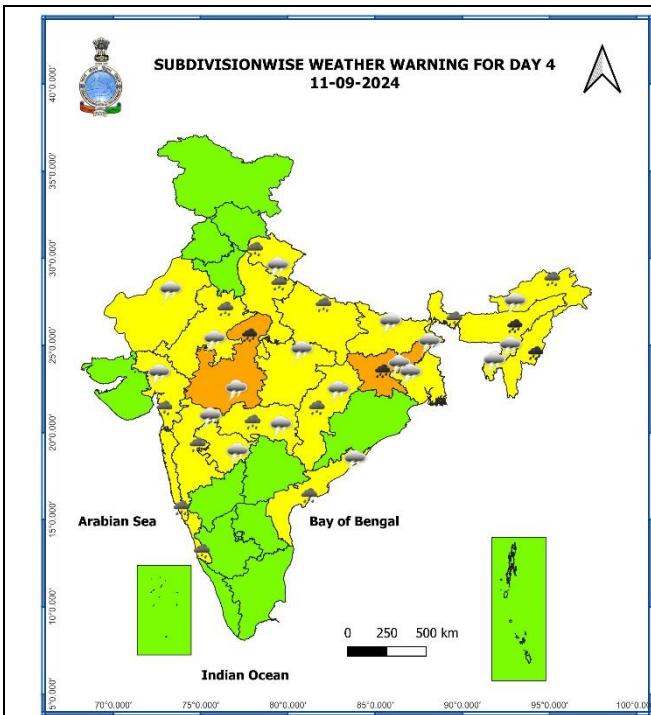 SUBDIVISIONWISE WEATHER WARNING FOR DAY 4
11-09-2024
40°0.000'
35°0.000'
30°0.000'
25°0.000'
20°0.000'
15°0.000'
10°0.000'
5°0.000'
Arabian Sea
Bay of Bengal
0 250 500 km
Indian Ocean
70°0.000' 75°0.000' 80°0.000' 85°0.000' 90°0.000' 95°0.000' 100°0.0